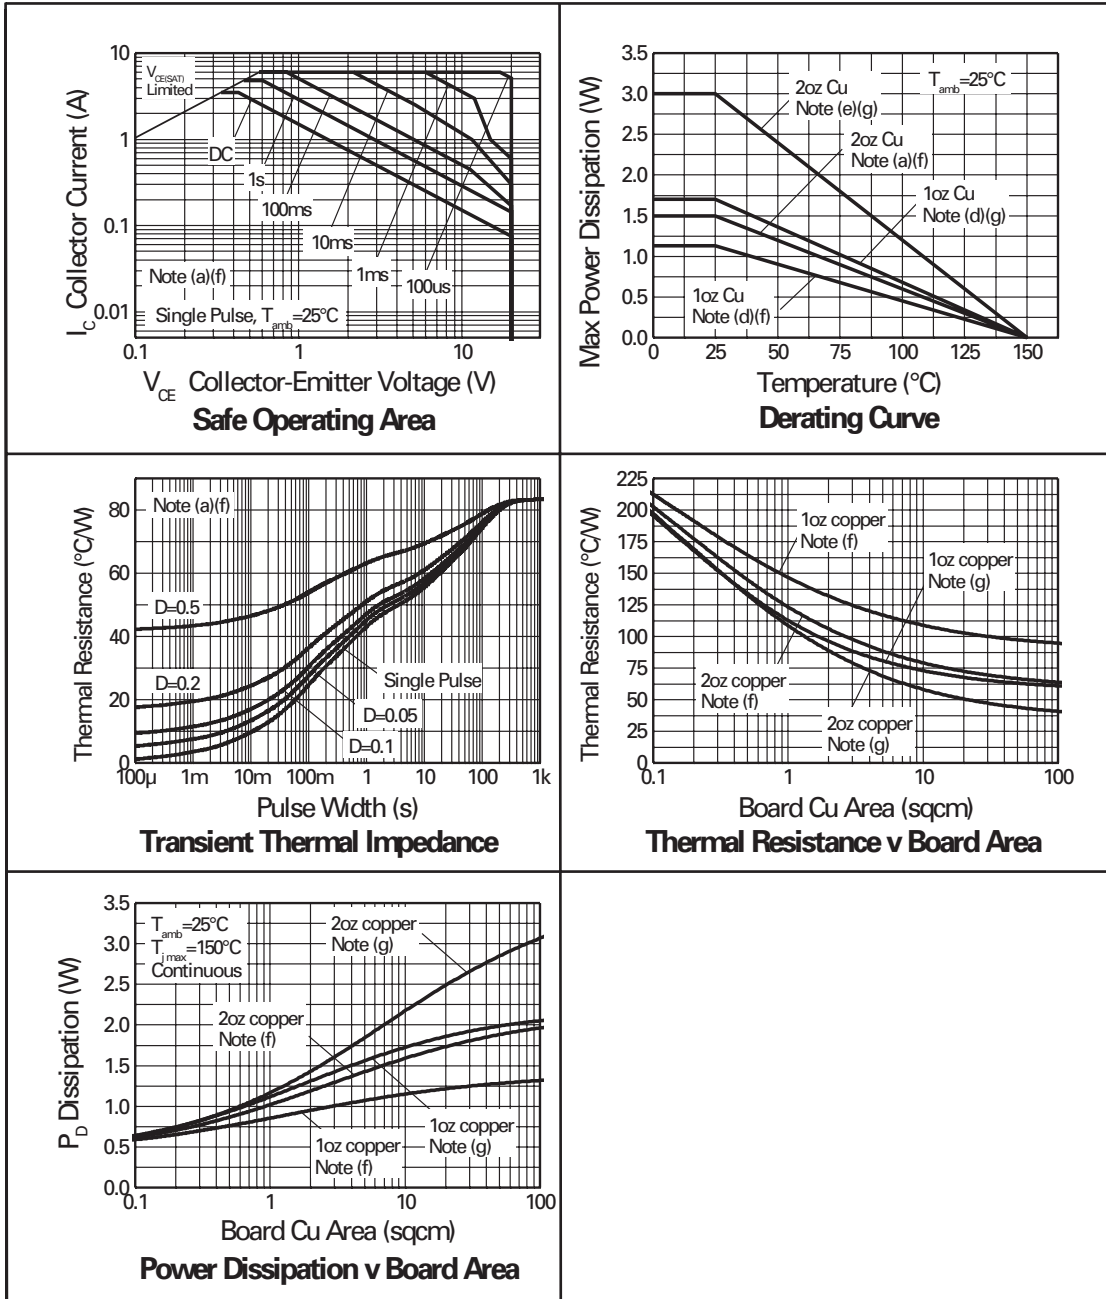 10
1
0.1
0.01
V CE(SAT)
Limited
DC
1s
100ms
10ms
1ms
100us
Note (a)(f)
Single Pulse, Tamb=25°C
0.1 1 10
IC Collector Current (A)
VCE Collector-Emitter Voltage (V)
Safe Operating Area
3.5
3.0
2.5
2.0
1.5
1.0
0.5
0.0
Tamb=25°C
2oz Cu
Note (e)(g)
2oz Cu
Note (a)(f)
1oz Cu
Note (d)(g)
1oz Cu
Note (d)(f)
0 25 50 75 100 125 150
Max Power Dissipation (W)
Temperature (°C)
Derating Curve
80
60
40
20
0
Note (a)(f)
D=0.5
D=0.2
Single Pulse
D=0.05
D=0.1
100µ 1m 10m 100m 1 10 100 1k
Thermal Resistance (°C/W)
Pulse Width (s)
Transient Thermal Impedance
225
200
175
150
125
100
75
50
25
0
1oz copper
Note (f)
1oz copper
Note (g)
2oz copper
Note (f)
2oz copper
Note (g)
0.1 1 10 100
Thermal Resistance (°C/W)
Board Cu Area (sqcm)
Thermal Resistance v Board Area
3.5
3.0
2.5
2.0
1.5
1.0
0.5
0.0
Tamb=25°C
Tj max=150°C
Continuous
2oz copper
Note (g)
2oz copper
Note (f)
1oz copper
Note (g)
1oz copper
Note (f)
0.1 1 10 100
PD Dissipation (W)
Board Cu Area (sqcm)
Power Dissipation v Board Area